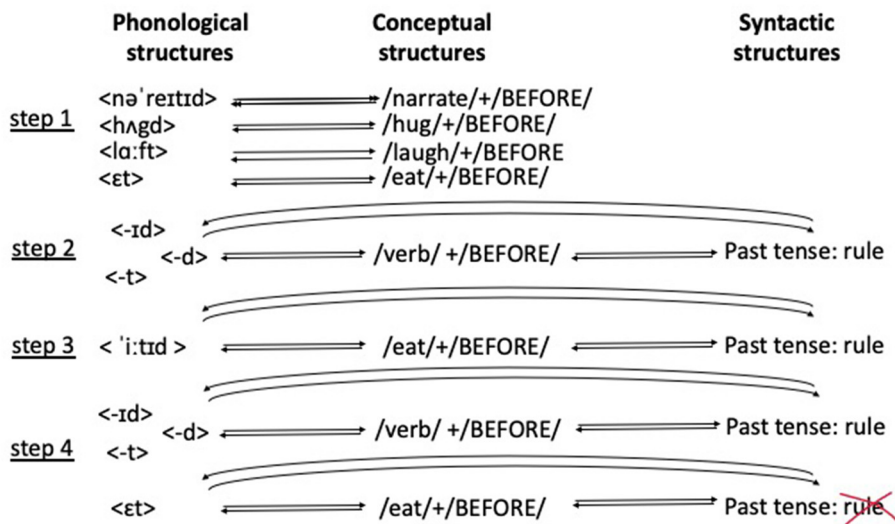 Phonological structures Conceptual structures Syntactic structures
step 1
<nəˈreɪtɪd> /narrate/+/BEFORE/
<hʌgd> /hug/+/BEFORE/
<lɑːft> /laugh/+/BEFORE
<ɛt> /eat/+/BEFORE/
<-ɪd>
step 2 <-d> /verb/ +/BEFORE/ Past tense: rule
<-t>
step 3 < ˈiːtɪd > /eat/+/BEFORE/ Past tense: rule
<-ɪd>
<-d> /verb/ +/BEFORE/ Past tense: rule
step 4 <-t>
<ɛt> /eat/+/BEFORE/ Past tense: rule